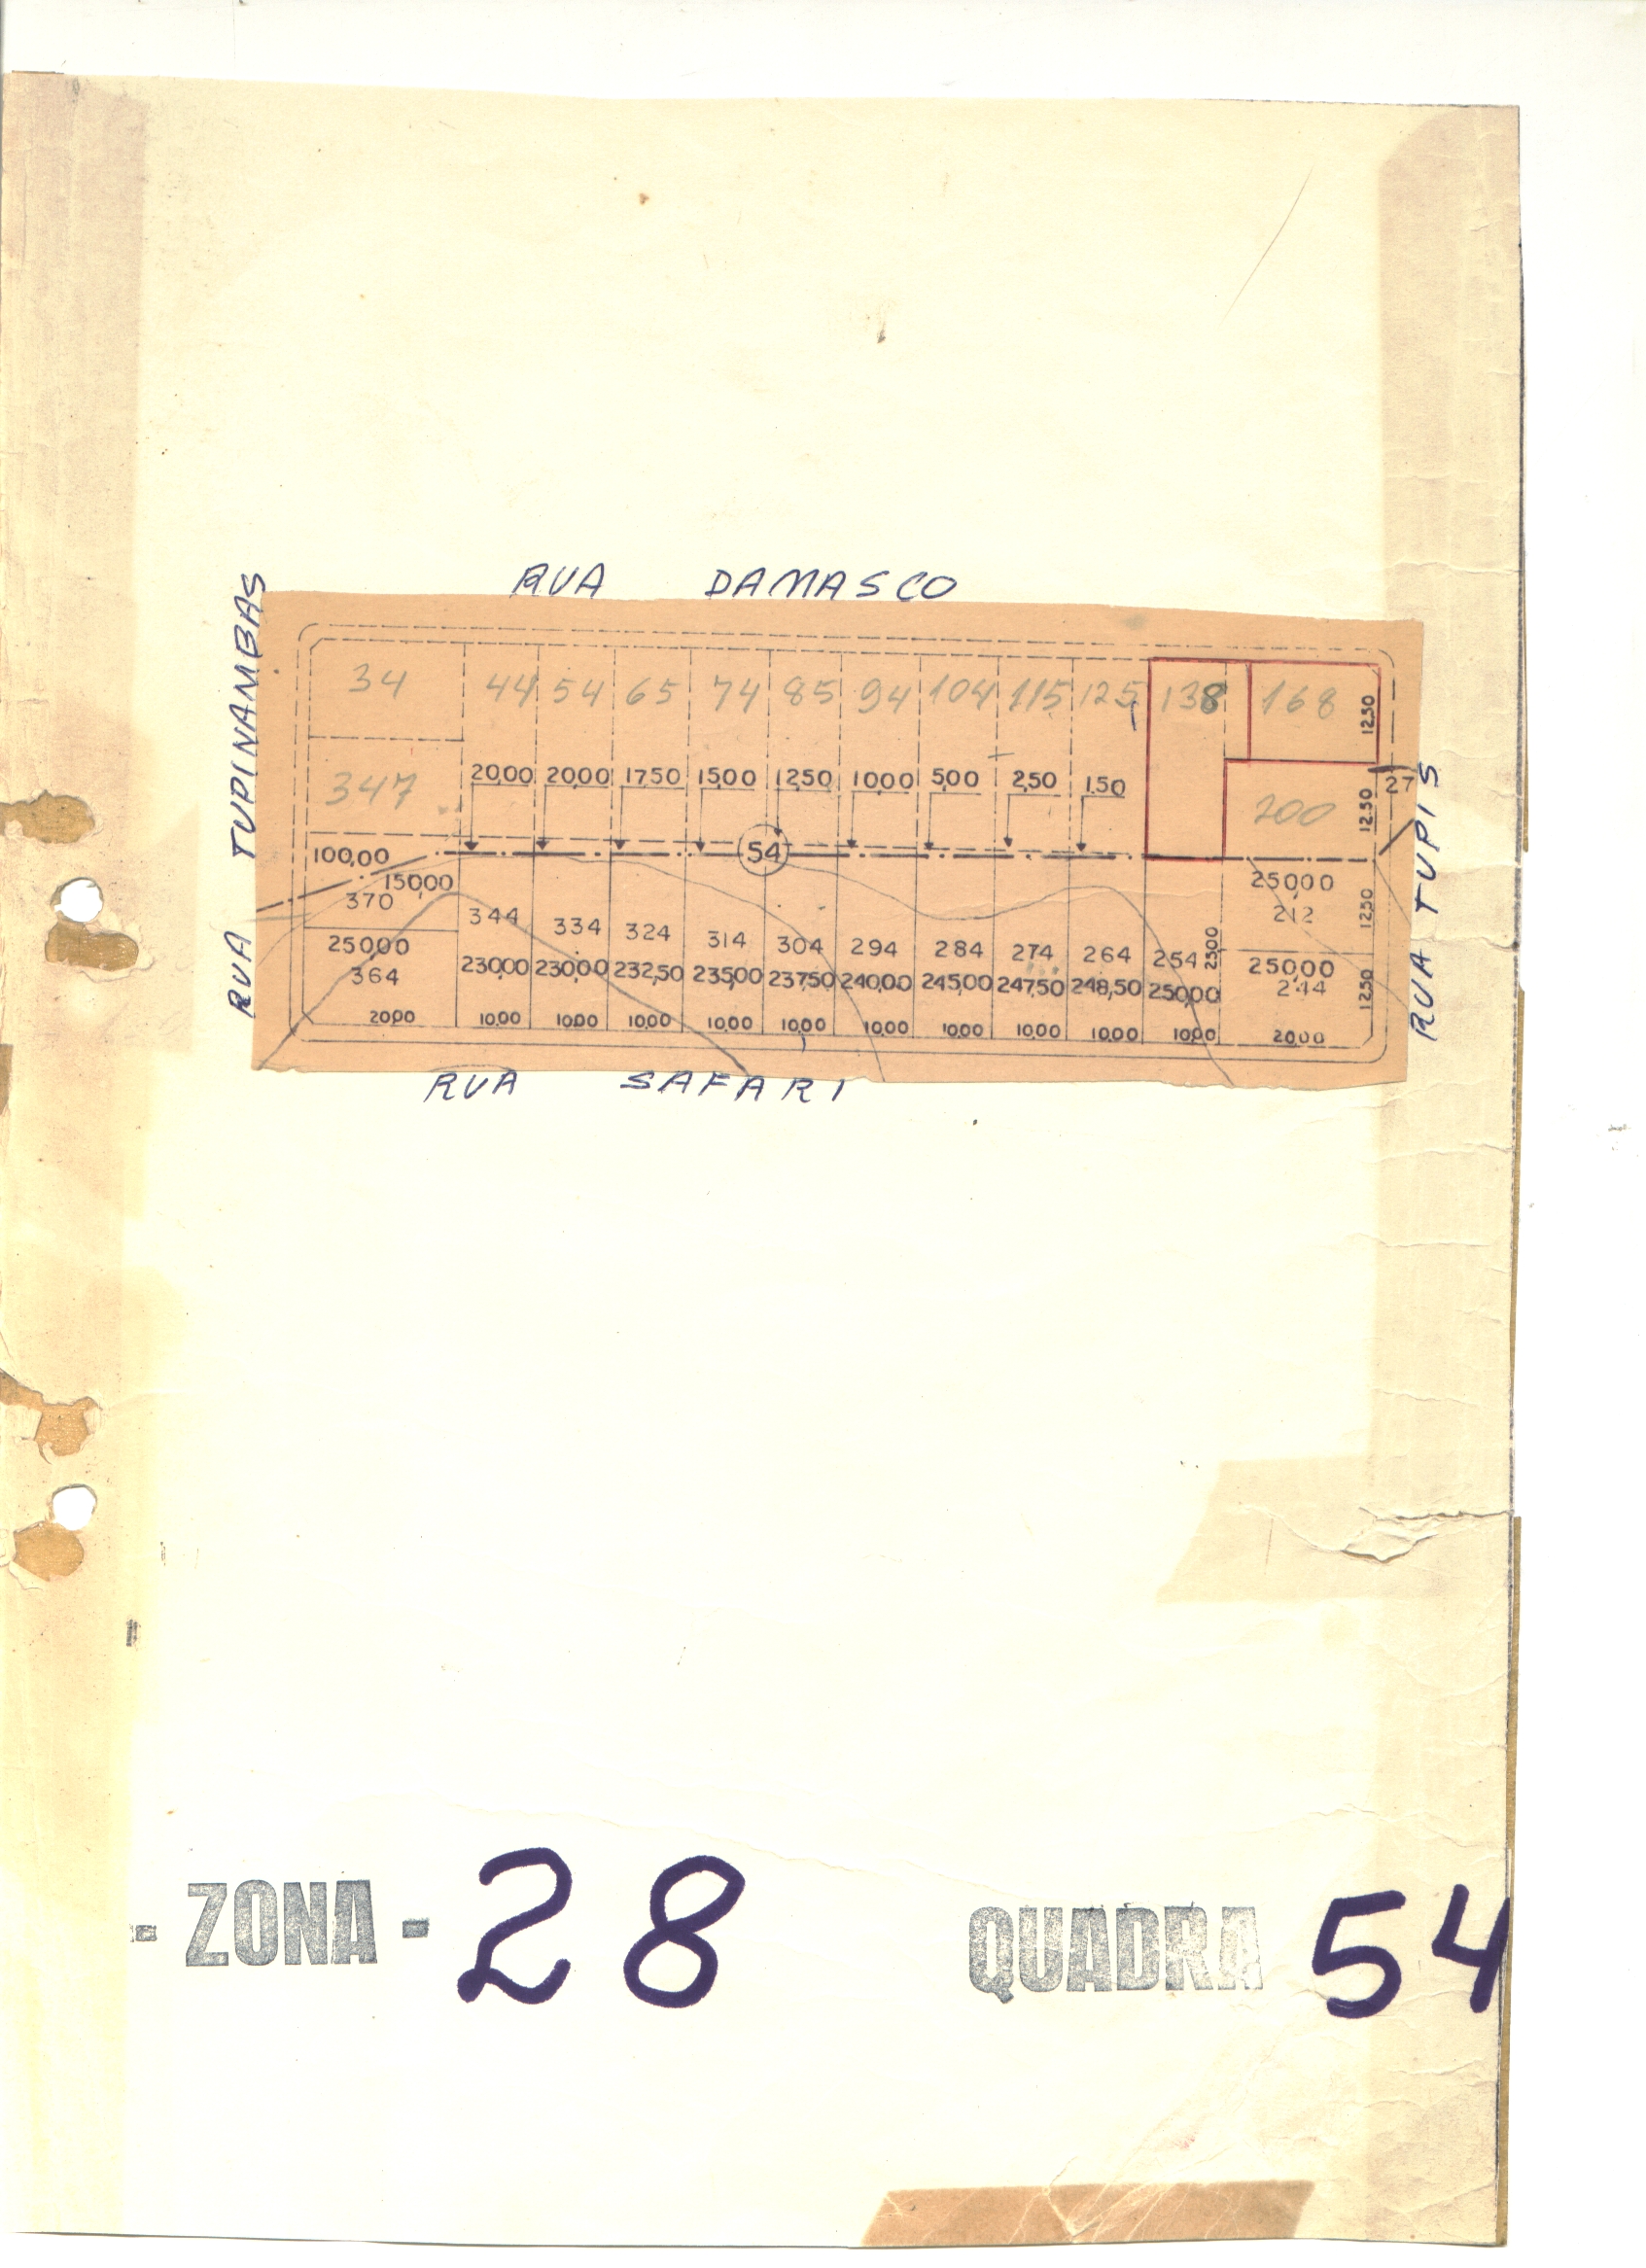 RUA DAMASCO
RUA TUPINAMBAS
34 44 54 65 74 85 94 104 115 125 138 168
12,50
347 20,00 20,00 17,50 15,00 12,50 10,00 5,00 2,50 1,50 200 12,50 27
100,00 54
150,00 25000
370 344 334 324 314 304 294 284 274 264 254 25,00 212 12,50
25000 230,00 230,00 232,50 235,00 237,50 240,00 245,00 247,50 248,50 250,00 250,00
364 244 12,50
20,00 10,00 10,00 10,00 10,00 10,00 10,00 10,00 10,00 10,00 10,00 20,00
RUA TUPIS
RUA SAFARI
- ZONA - 28 QUADRA 54